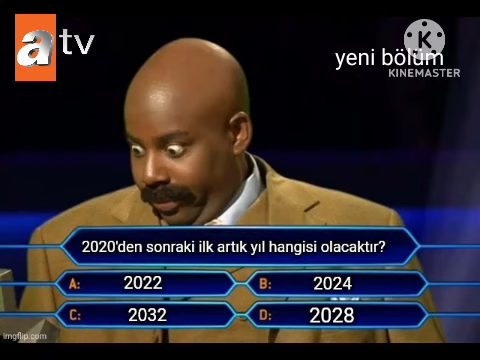 atv
yeni bölüm
K
KINEMASTER
2020'den sonraki ilk artık yıl hangisi olacaktır?
A: 2022
B: 2024
C: 2032
D: 2028
imgflip.com